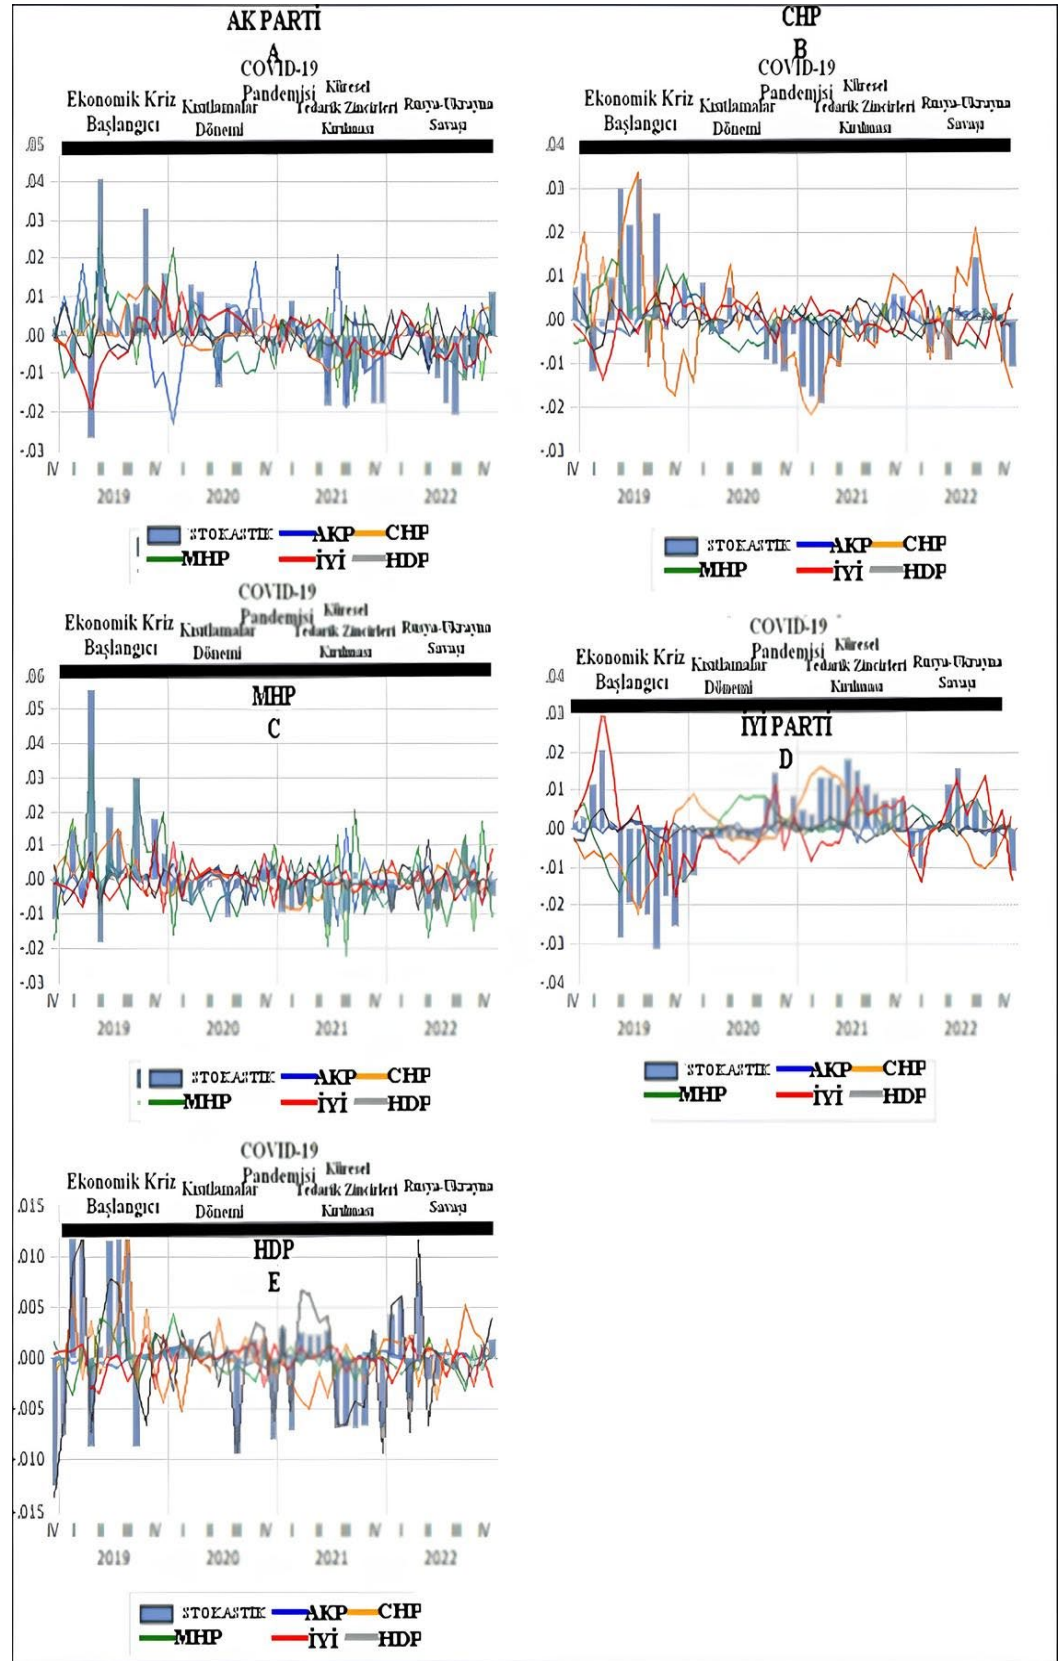 AK PARTİ
A
COVID-19
Pandemisi
Ekonomik Kriz
Başlangıcı
Kısıtlamalar
Dönemi
Küresel
Tedarik Zincirleri
Kırılması
Rusya-Ukrayna
Savaşı
.05
.04
.03
.02
.01
.00
-.01
-.02
-.03
IV I II III IV I II III IV I II III IV I II III IV
2019 2020 2021 2022
STOKASTİK AKP CHP
MHP İYİ HDP
CHP
B
COVID-19
Pandemisi
Ekonomik Kriz
Başlangıcı
Kısıtlamalar
Dönemi
Küresel
Tedarik Zincirleri
Kırılması
Rusya-Ukrayna
Savaşı
.04
.03
.02
.01
.00
-.01
-.02
-.03
IV I II III IV I II III IV I II III IV I II III IV
2019 2020 2021 2022
STOKASTİK AKP CHP
MHP İYİ HDP
COVID-19
Pandemisi
Ekonomik Kriz
Başlangıcı
Kısıtlamalar
Dönemi
Küresel
Tedarik Zincirleri
Kırılması
Rusya-Ukrayna
Savaşı
MHP
C
.06
.05
.04
.03
.02
.01
.00
-.01
-.02
-.03
IV I II III IV I II III IV I II III IV I II III IV
2019 2020 2021 2022
STOKASTİK AKP CHP
MHP İYİ HDP
COVID-19
Pandemisi
Ekonomik Kriz
Başlangıcı
Kısıtlamalar
Dönemi
Küresel
Tedarik Zincirleri
Kırılması
Rusya-Ukrayna
Savaşı
İYİ PARTİ
D
.04
.03
.02
.01
.00
-.01
-.02
-.03
-.04
IV I II III IV I II III IV I II III IV I II III IV
2019 2020 2021 2022
STOKASTİK AKP CHP
MHP İYİ HDP
COVID-19
Pandemisi
Ekonomik Kriz
Başlangıcı
Kısıtlamalar
Dönemi
Küresel
Tedarik Zincirleri
Kırılması
Rusya-Ukrayna
Savaşı
HDP
E
.015
.010
.005
.000
.005
.010
.015
IV I II III IV I II III IV I II III IV I II III IV
2019 2020 2021 2022
STOKASTİK AKP CHP
MHP İYİ HDP